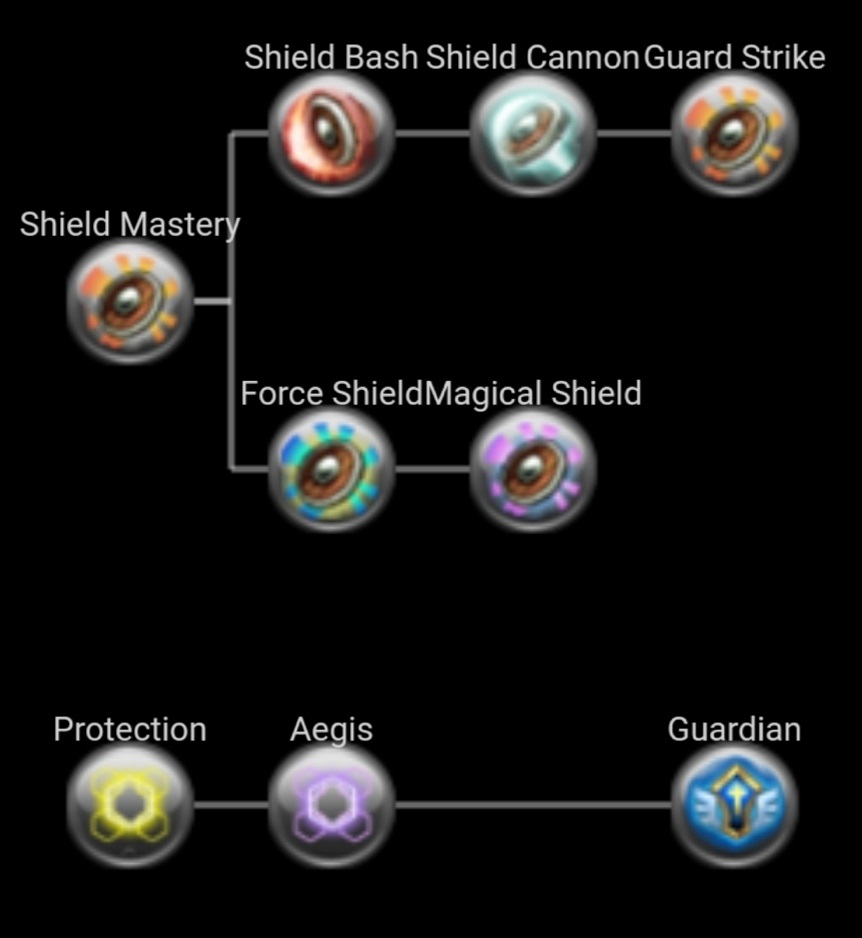 Shield Bash Shield Cannon Guard Strike
Shield Mastery
Force Shield Magical Shield
Protection Aegis Guardian